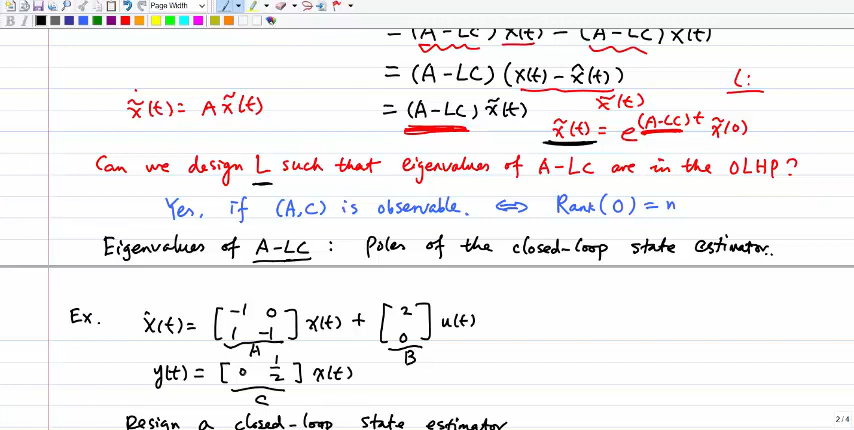 Page Width
= (A-LC) x(t) - (A-LC) x̂(t)
= (A-LC) (x(t) - x̂(t))
L:
x̃̇(t) = A x̃(t)
x̃(t)
= (A-LC) x̃(t)
x̃(t) = e^{(A-LC)t} x̃(0)
Can we design L such that eigenvalues of A-LC are in the OLHP?
Yes, if (A,C) is observable. ⟺ Rank(O) = n
Eigenvalues of A-LC : Poles of the closed-loop state estimator.
Ex. ẋ(t) = [-1 0; 1 -1] x(t) + [2; 0] u(t)
A B
y(t) = [0 1/2] x(t)
C
Design a closed-loop state estimator
2 / 4